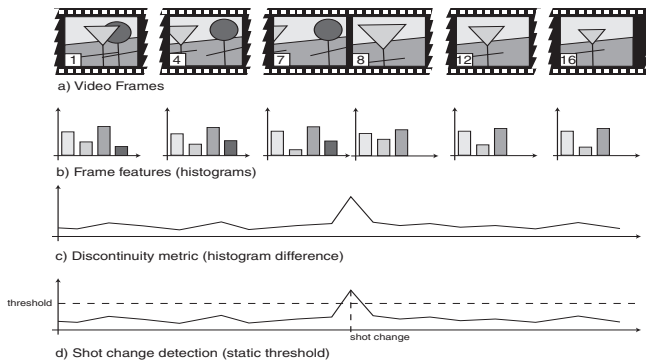 1 4 7 8 12 16
a) Video Frames
b) Frame features (histograms)
c) Discontinuity metric (histogram difference)
threshold
shot change
d) Shot change detection (static threshold)